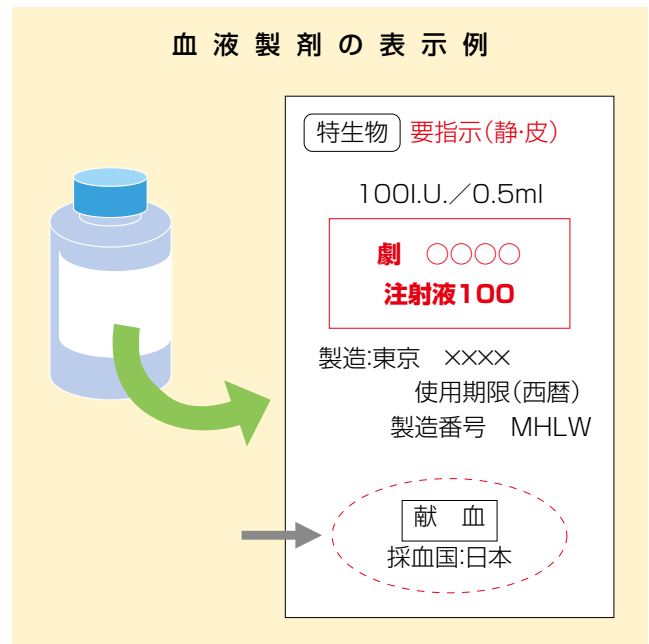 血液製剤の表示例
特生物 要指示(静・皮)
100I.U.／0.5ml
劇 ○○○○
注射液100
製造:東京 ××××
使用期限(西暦)
製造番号 MHLW
献血
採血国:日本